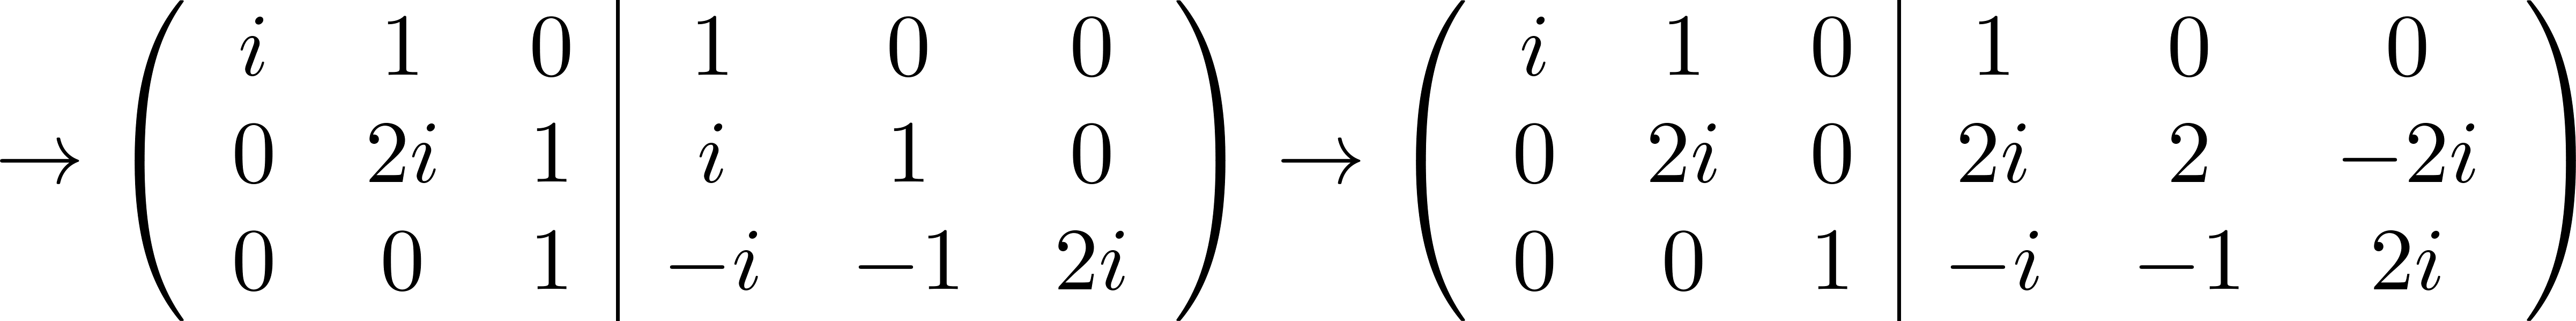 → ( i 1 0 | 1 0 0 ) → ( i 1 0 | 1 0 0 )
0 2i 1 | i 1 0 0 2i 0 | 2i 2 −2i
0 0 1 | −i −1 2i 0 0 1 | −i −1 2i